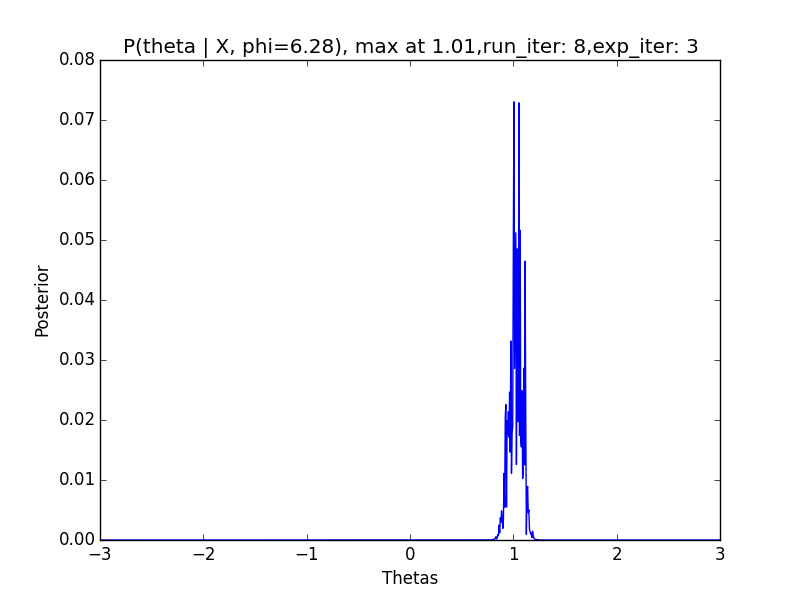 P(theta | X, phi=6.28), max at 1.01,run_iter: 8,exp_iter: 3
0.08
0.07
0.06
0.05
0.04
0.03
0.02
0.01
0.00
Posterior
−3 −2 −1 0 1 2 3
Thetas